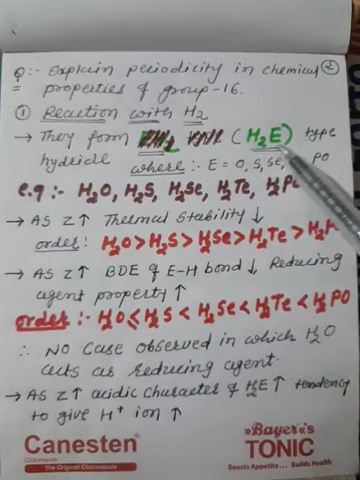 Q:- Explain periodicity in chemical ②
= properties of group-16.
① Reaction with H2
→ They form (H2E) type
hydride where :- E = O, S, Se, Po
e.g :- H2O, H2S, H2Se, H2Te, H2Po
→ As Z↑ Thermal stability ↓
order:- H2O > H2S > H2Se > H2Te > H2P
→ As Z↑ BDE of E-H bond ↓ Reducing
agent property ↑
order :- H2O < H2S < H2Se < H2Te < H2PO
∴ NO Case observed in which H2O
acts as reducing agent.
→ As Z↑ acidic character of H2E↑ tendency
to give H+ ion ↑
Canesten
Clotrimazole
The Original Clotrimazole
»Bayer's«
TONIC
Boosts Appetite... Builds Health